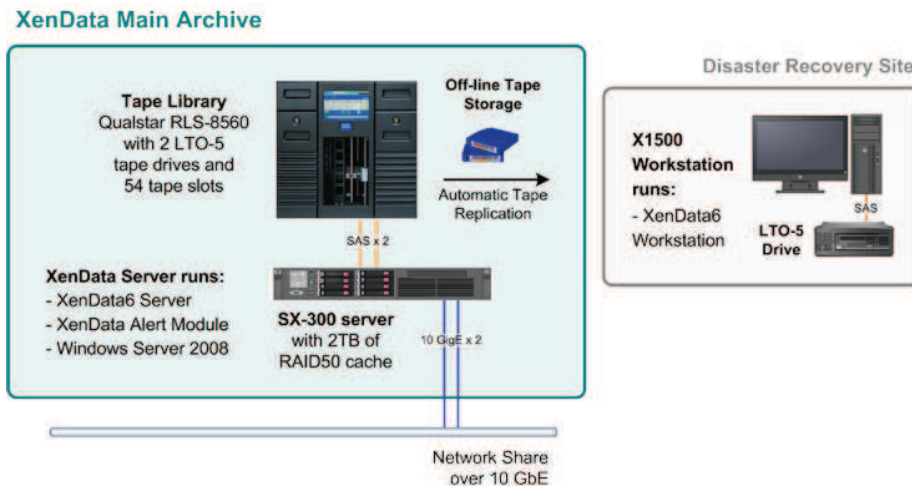 XenData Main Archive
Tape Library
Qualstar RLS-8560
with 2 LTO-5
tape drives and
54 tape slots
Off-line Tape
Storage
Automatic Tape
Replication
SAS x 2
XenData Server runs:
- XenData6 Server
- XenData Alert Module
- Windows Server 2008
SX-300 server
with 2TB of
RAID50 cache
10 GigE x 2
Network Share
over 10 GbE
Disaster Recovery Site
X1500
Workstation
runs:
- XenData6
Workstation
SAS
LTO-5
Drive